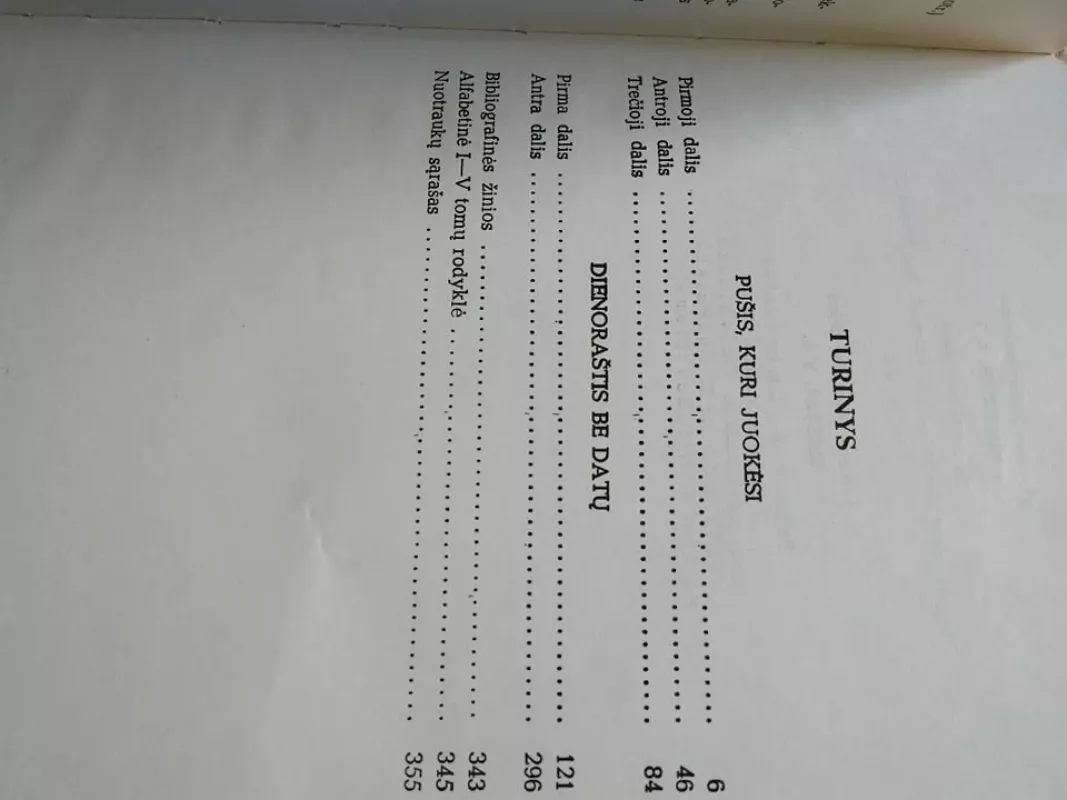 TURINYS
PUŠIS, KURI JUOKĖSI
Pirmoji dalis 6
Antroji dalis 46
Trečioji dalis 84
DIENORAŠTIS BE DATŲ
Pirma dalis 121
Antra dalis 296
Bibliografinės žinios 343
Alfabetinė I—V tomų rodyklė 345
Nuotraukų sąrašas 355